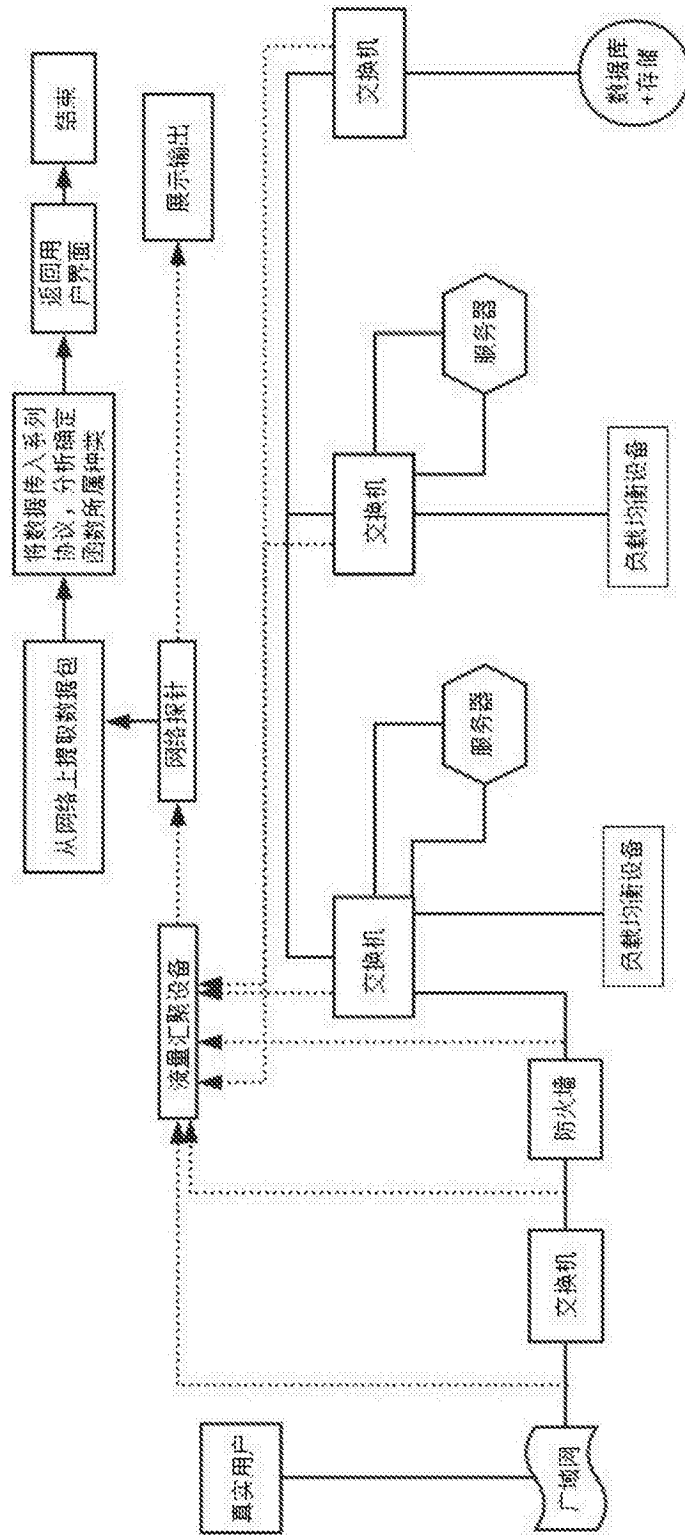 从网络上提取数据包
将数据传入系列
协议，分析确定
函数所属种类
返回用
户界面
结束
流量汇聚设备
网络探针
展示输出
真实用户
交换机
服务器
交换机
服务器
交换机
负载均衡设备
负载均衡设备
数据库
+存储
广域网
交换机
防火墙